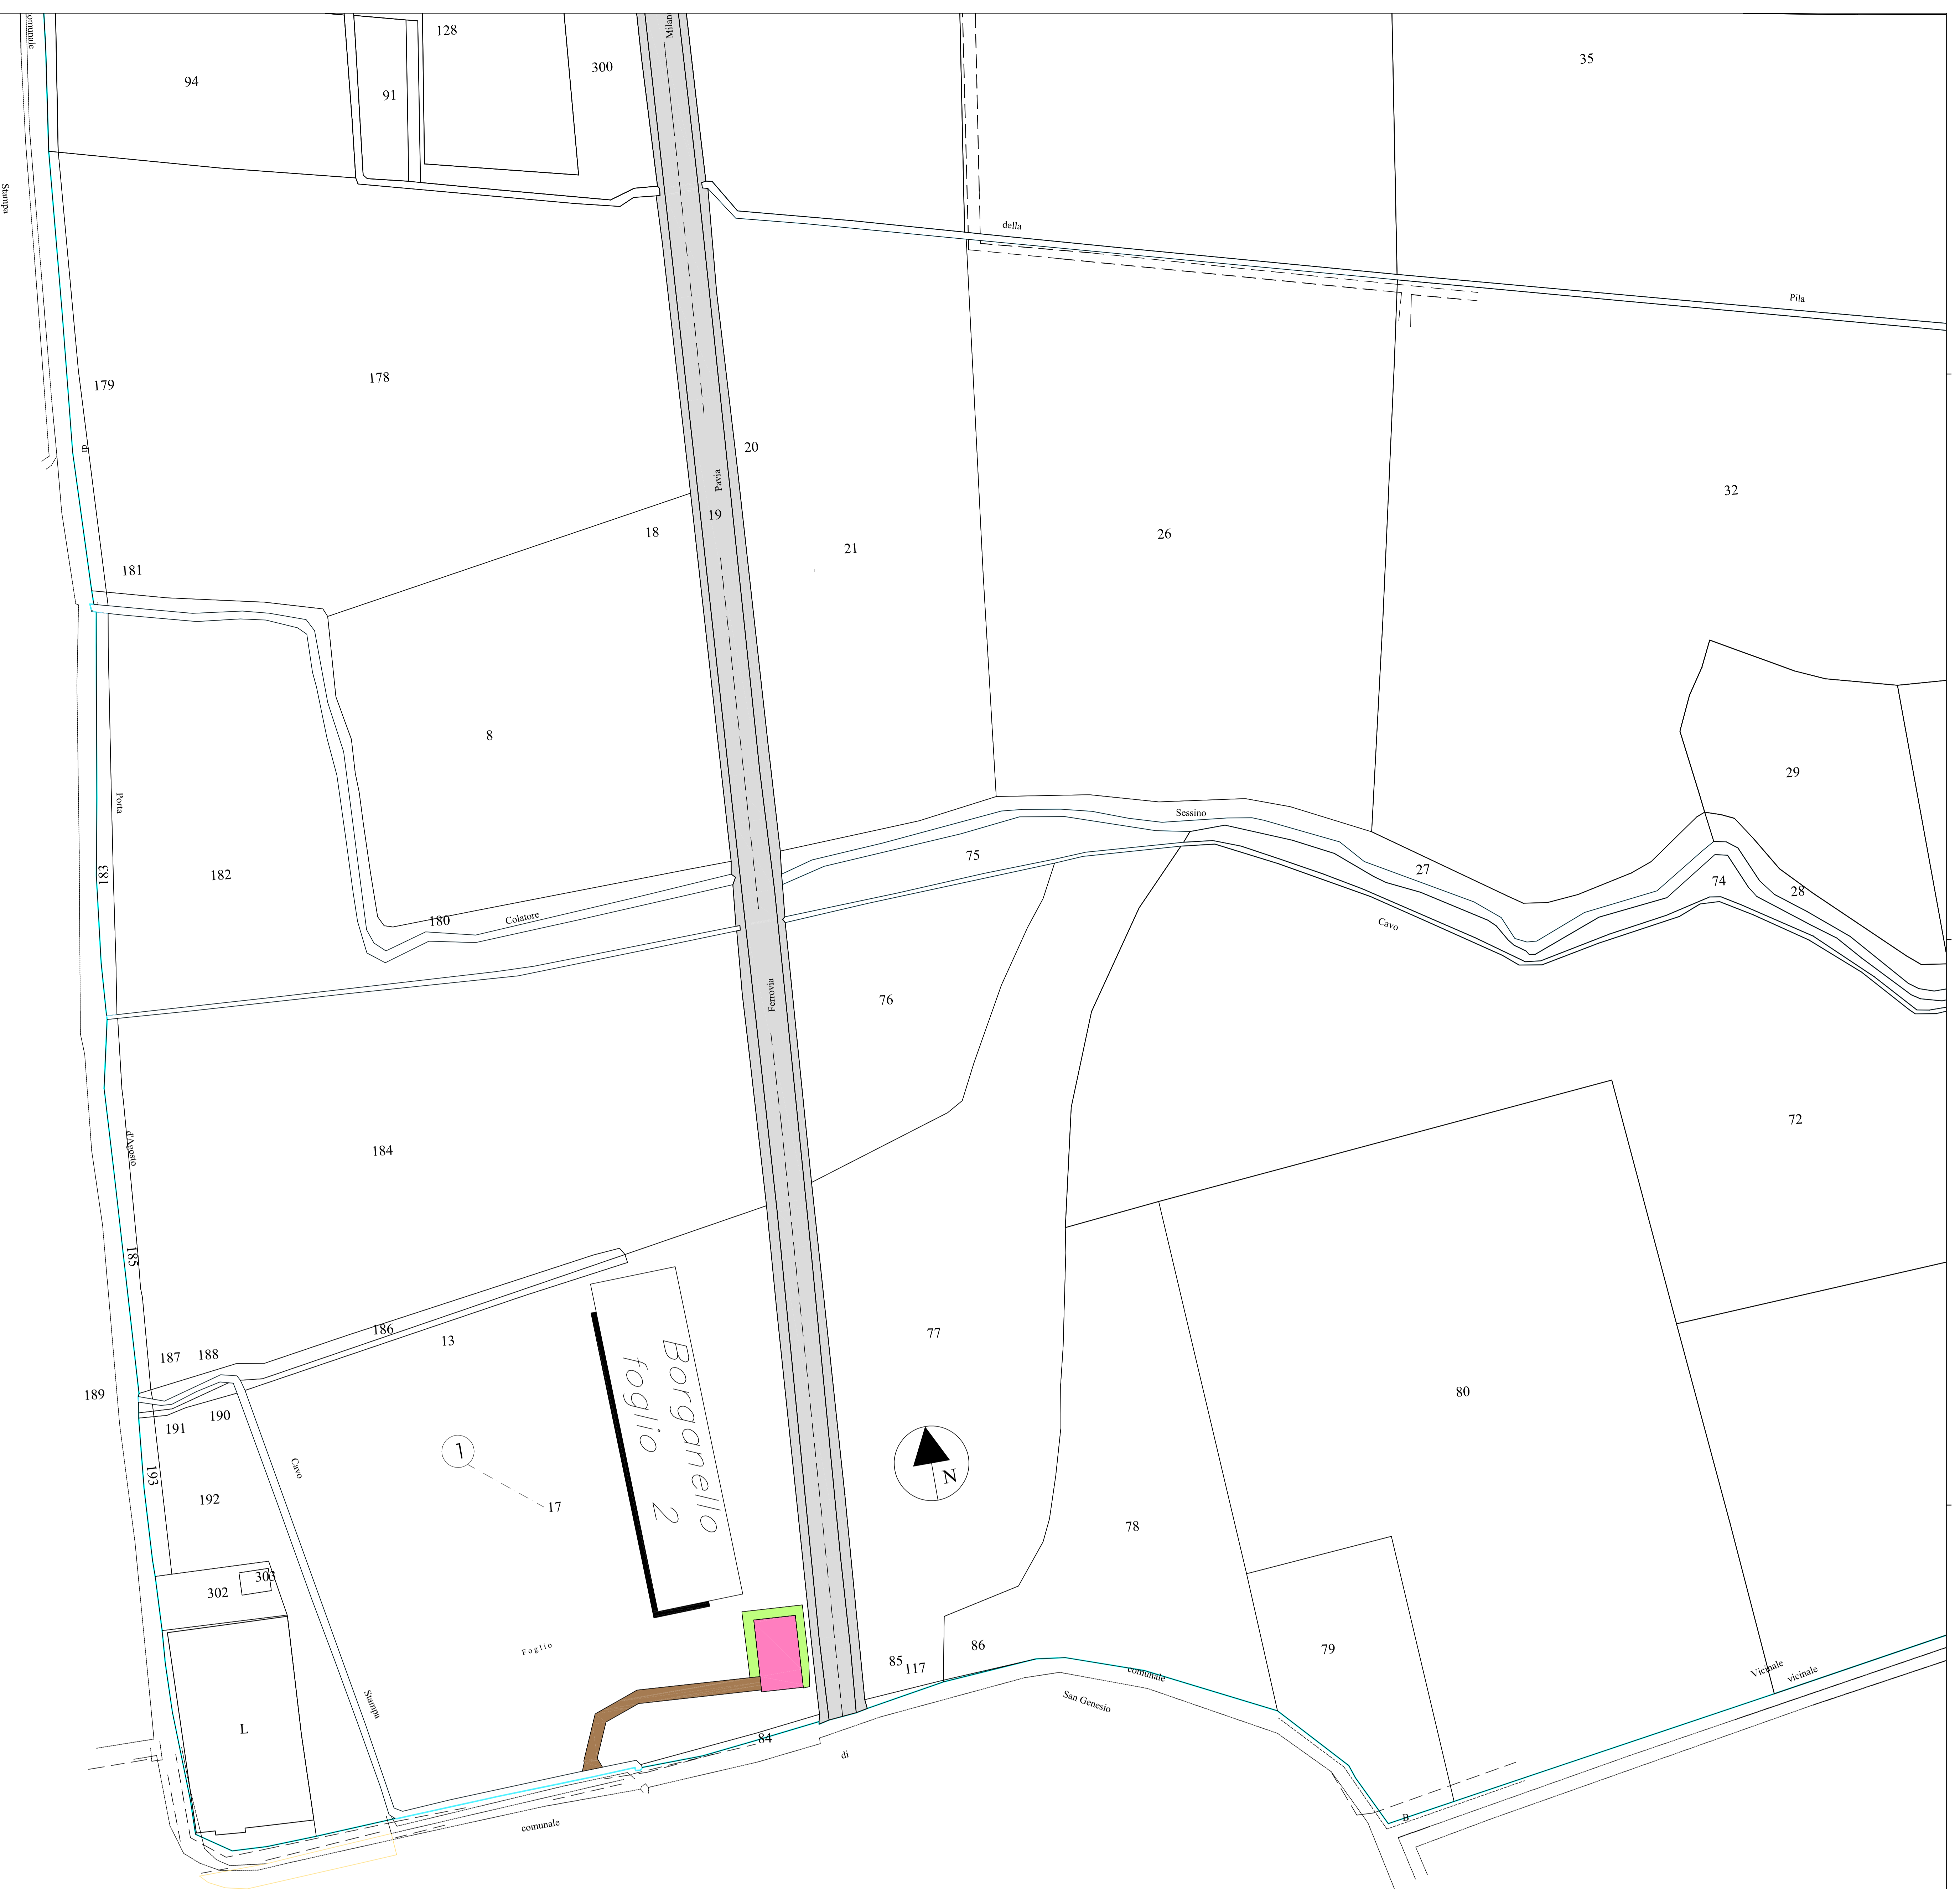 omunale
94
91
128
300
Milano
35
Stampa
della
Pila
179
178
di
20
Pavia
19
18
21
26
32
181
8
29
Porta
Sessino
183
182
75
27
74
28
180
Colatore
Cavo
76
Ferrovia
72
d'Agosto
184
185
186
13
187
188
77
189
190
191
80
Borganello
foglio 2
1
17
Cavo
193
192
N
78
302
303
Foglio
85
117
86
79
comunale
San Genesio
Vicinale
vicinale
Stampa
L
84
di
B
comunale